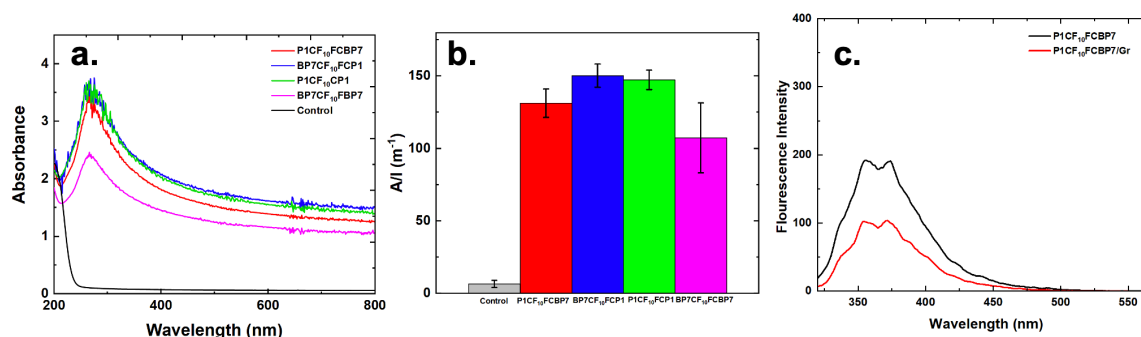 a.
P1CF₁₀FCBP7
BP7CF₁₀FCP1
P1CF₁₀CP1
BP7CF₁₀FBP7
Control
4
3
2
1
0
Absorbance
200
400
600
800
Wavelength (nm)
b.
150
100
50
0
A/l (m⁻¹)
Control
P1CF₁₀FCBP7
BP7CF₁₀FCP1
P1CF₁₀FCP1
BP7CF₁₀FCBP7
c.
P1CF₁₀FCBP7
P1CF₁₀FCBP7/Gr
400
300
200
100
0
Flourescence Intensity
350
400
450
500
550
Wavelength (nm)